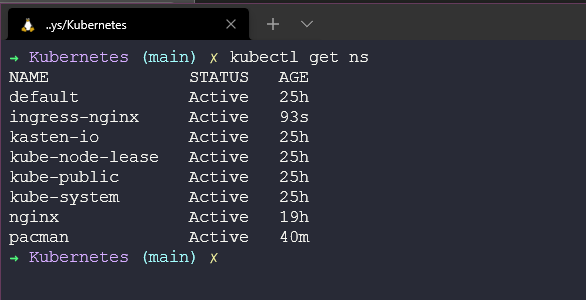 ..ys/Kubernetes
→ Kubernetes (main) ✗ kubectl get ns
NAME STATUS AGE
default Active 25h
ingress-nginx Active 93s
kasten-io Active 25h
kube-node-lease Active 25h
kube-public Active 25h
kube-system Active 25h
nginx Active 19h
pacman Active 40m
→ Kubernetes (main) ✗